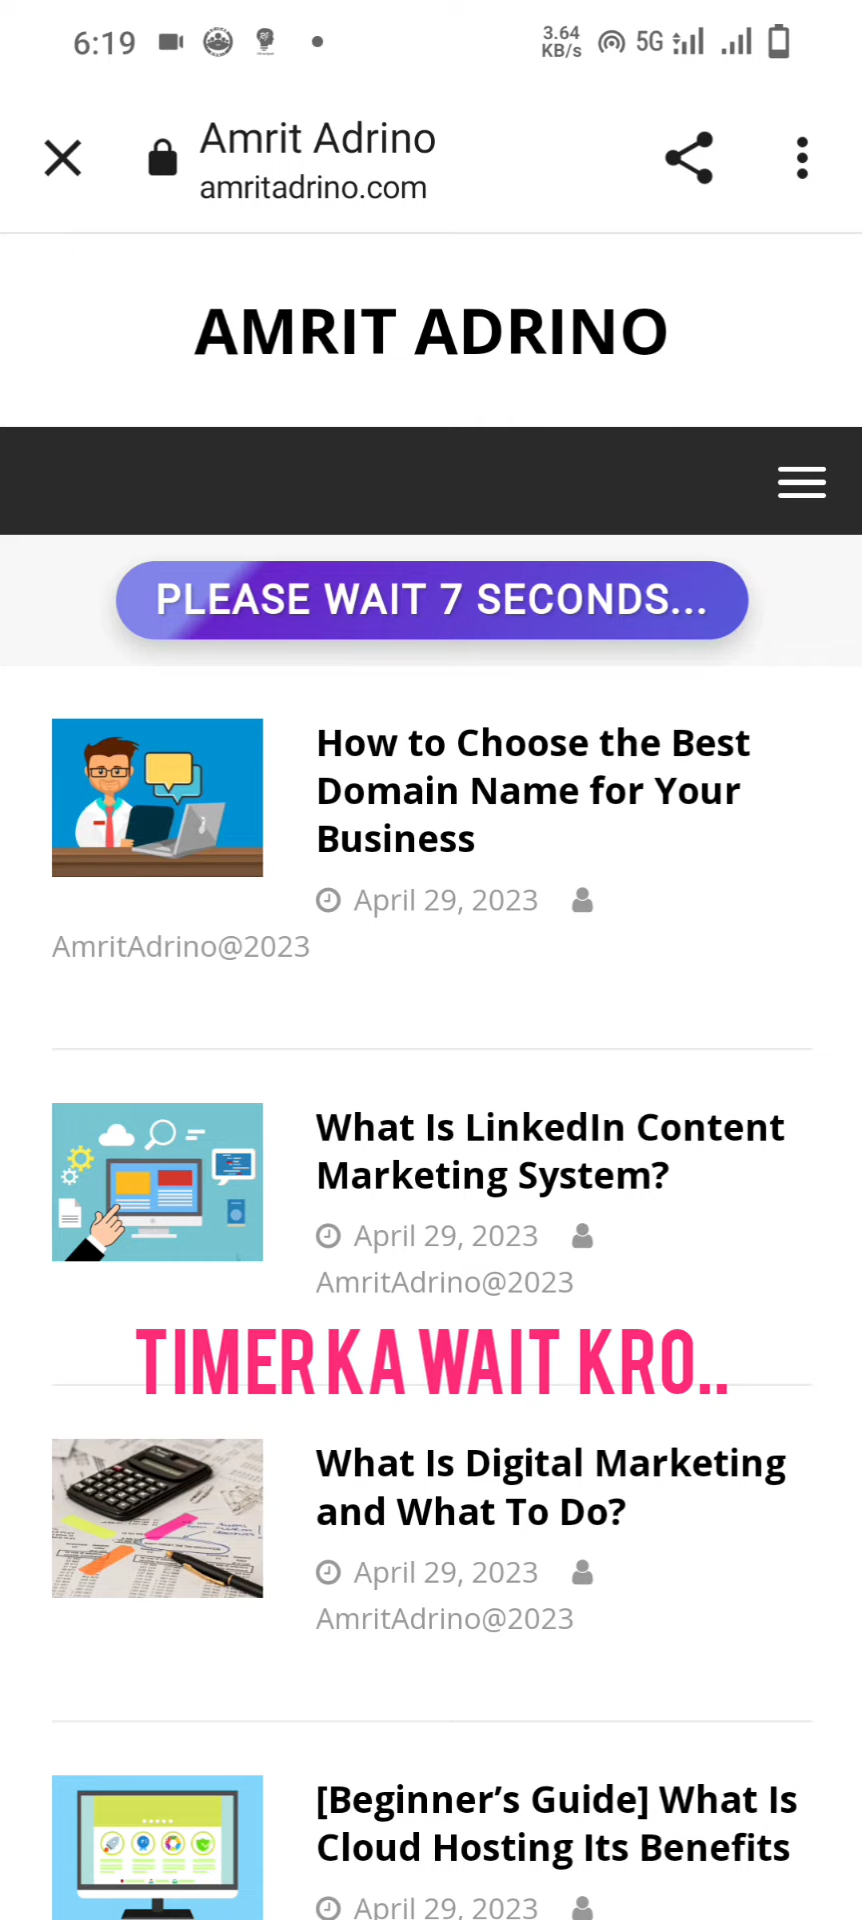 6:19
3.64
KB/s
5G
Amrit Adrino
amritadrino.com
AMRIT ADRINO
PLEASE WAIT 7 SECONDS...
How to Choose the Best
Domain Name for Your
Business
April 29, 2023
AmritAdrino@2023
What Is LinkedIn Content
Marketing System?
April 29, 2023
AmritAdrino@2023
TIMER KA WAIT KRO..
What Is Digital Marketing
and What To Do?
April 29, 2023
AmritAdrino@2023
[Beginner’s Guide] What Is
Cloud Hosting Its Benefits
April 29, 2023